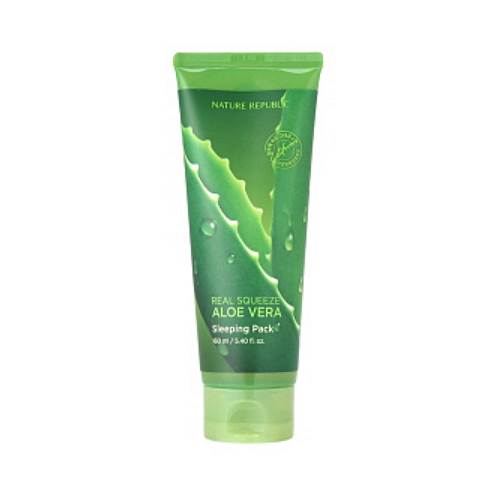 NATURE REPUBLIC
REAL SQUEEZE
ALOE VERA
Sleeping Pack
160 ml / 5.40 fl. oz.